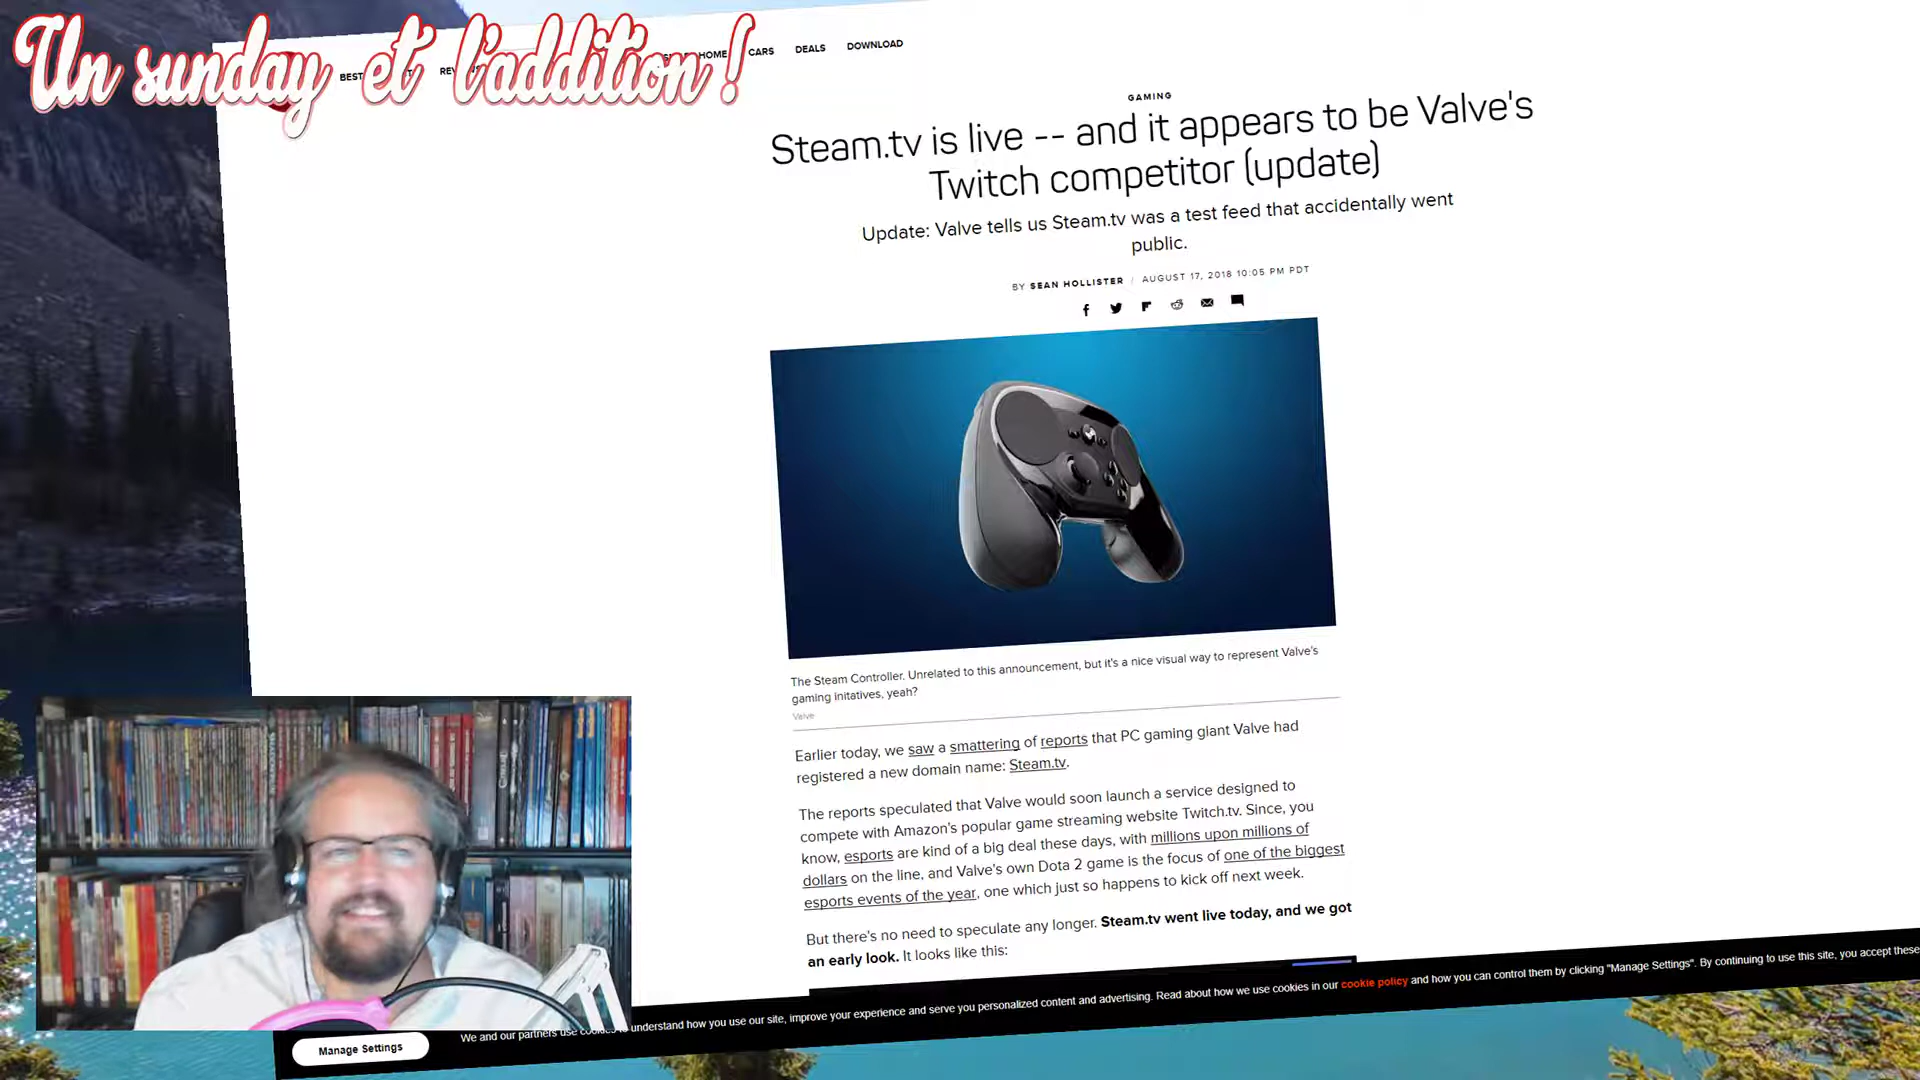 Un sunday et l'addition !
BEST
HOME
CARS
DEALS
DOWNLOAD
GAMING
Steam.tv is live -- and it appears to be Valve's
Twitch competitor (update)
Update: Valve tells us Steam.tv was a test feed that accidentally went
public.
BY SEAN HOLLISTER / AUGUST 17, 2018 10:05 PM PDT
The Steam Controller. Unrelated to this announcement, but it's a nice visual way to represent Valve's
gaming initatives, yeah?
Valve
Earlier today, we saw a smattering of reports that PC gaming giant Valve had
registered a new domain name: Steam.tv.
The reports speculated that Valve would soon launch a service designed to
compete with Amazon's popular game streaming website Twitch.tv. Since, you
know, esports are kind of a big deal these days, with millions upon millions of
dollars on the line, and Valve's own Dota 2 game is the focus of one of the biggest
esports events of the year, one which just so happens to kick off next week.
But there's no need to speculate any longer. Steam.tv went live today, and we got
an early look. It looks like this:
We and our partners use cookies to understand how you use our site, improve your experience and serve you personalized content and advertising. Read about how we use cookies in our cookie policy and how you can control them by clicking "Manage Settings". By continuing to use this site, you accept these
Manage Settings